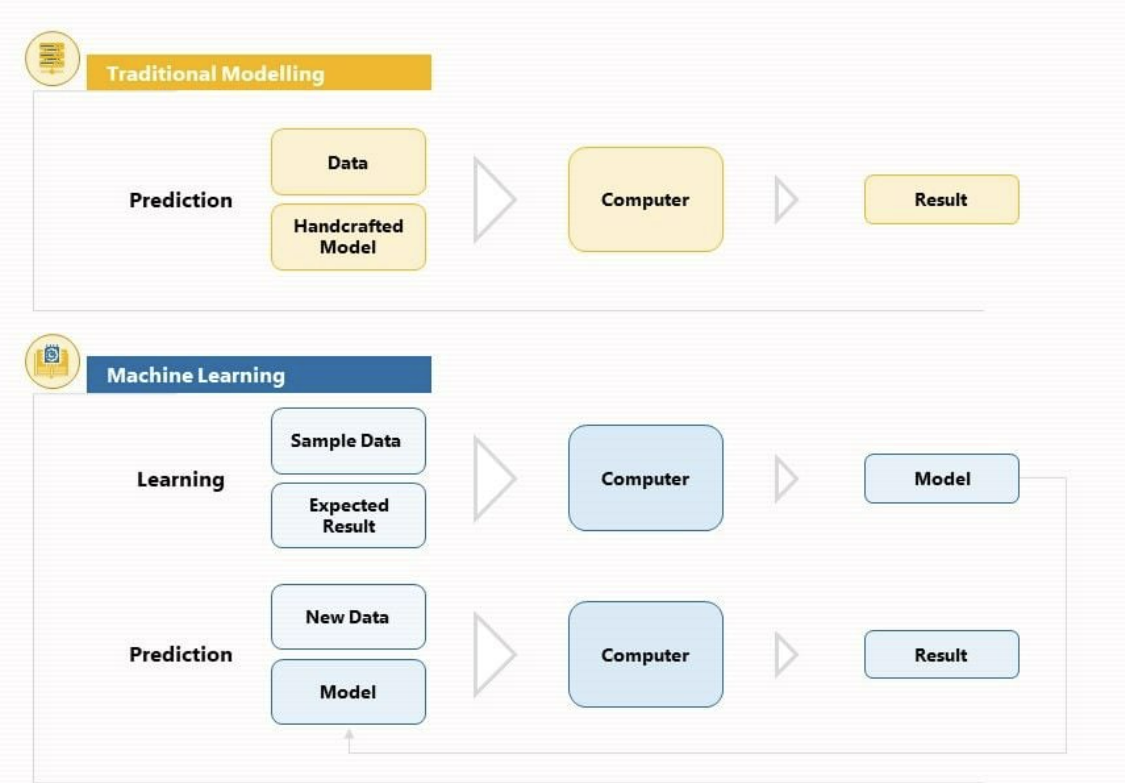 Traditional Modelling
Prediction
Data
Handcrafted
Model
Computer
Result
Machine Learning
Learning
Sample Data
Expected
Result
Computer
Model
Prediction
New Data
Model
Computer
Result